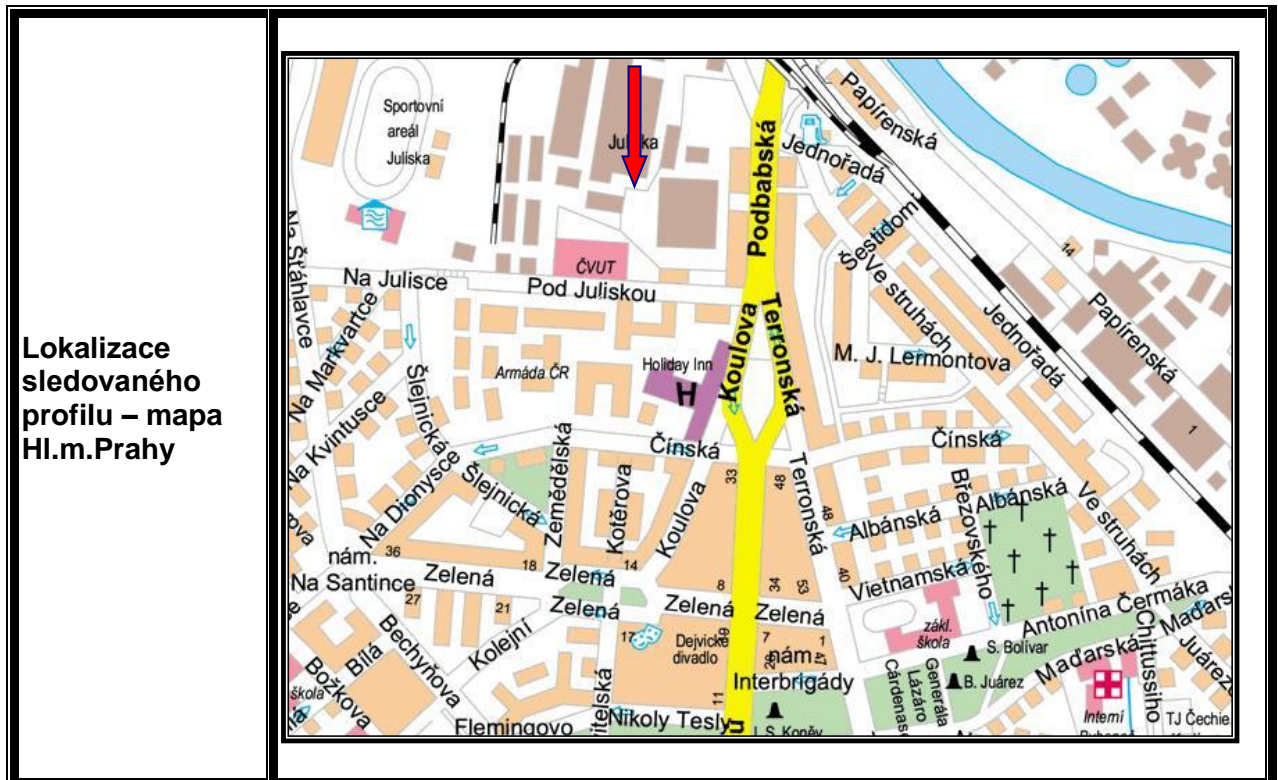 Lokalizace
sledovaného
profilu – mapa
Hl.m.Prahy
Sportovní
areál
Juliska
Podbabská
Papírenská
Jednořadá
Na Šťáhlavce
Na Julisce
ČVUT
Pod Juliskou
Šestidom
Ve struhách
14
Jednořadá
Papírenská
Na Markvartce
Armáda ČR
Holiday Inn
H
Koulova
Terronská
M. J. Lermontova
1
Na Kvintusce
Šlejnická
Čínská
Čínská
Na Dionysce
Šlejnická
Zemědělská
Kotěrova
Koulova
33
48
Terronská
48
Albánská
Albánská
Březovského
Ve struhách
nám.
Na Santince
36
Zelená
18
Zelená
14
8
34
53
40
Vietnamská
27
21
Zelená
Zelená
Zelená
Antonína Čermáka
Bechyňova
Kolejní
17
Dejvické
divadlo
7
1
47
nám.
Interbrigády
zákl.
škola
S. Bolívar
B. Juárez
Maďarská
Chittussiho
Bílá
Božkova
škola
Flemingovo
Nikoly Tesly
11
Generála
Lázaro
Cárdenase
Interní
TJ Čechie